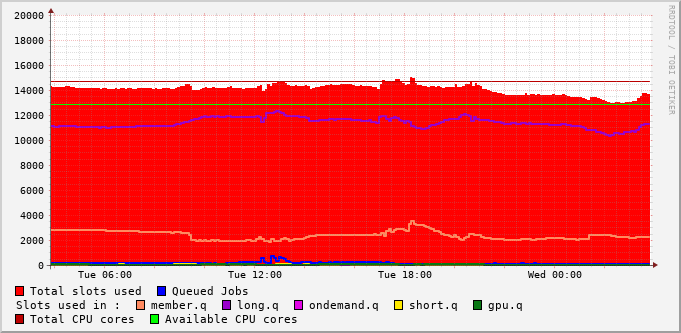 20000
18000
16000
14000
12000
10000
8000
6000
4000
2000
0
Tue 06:00 Tue 12:00 Tue 18:00 Wed 00:00
Total slots used Queued Jobs
Slots used in : member.q long.q ondemand.q short.q gpu.q
Total CPU cores Available CPU cores
RRDTOOL / TOBI OETIKER